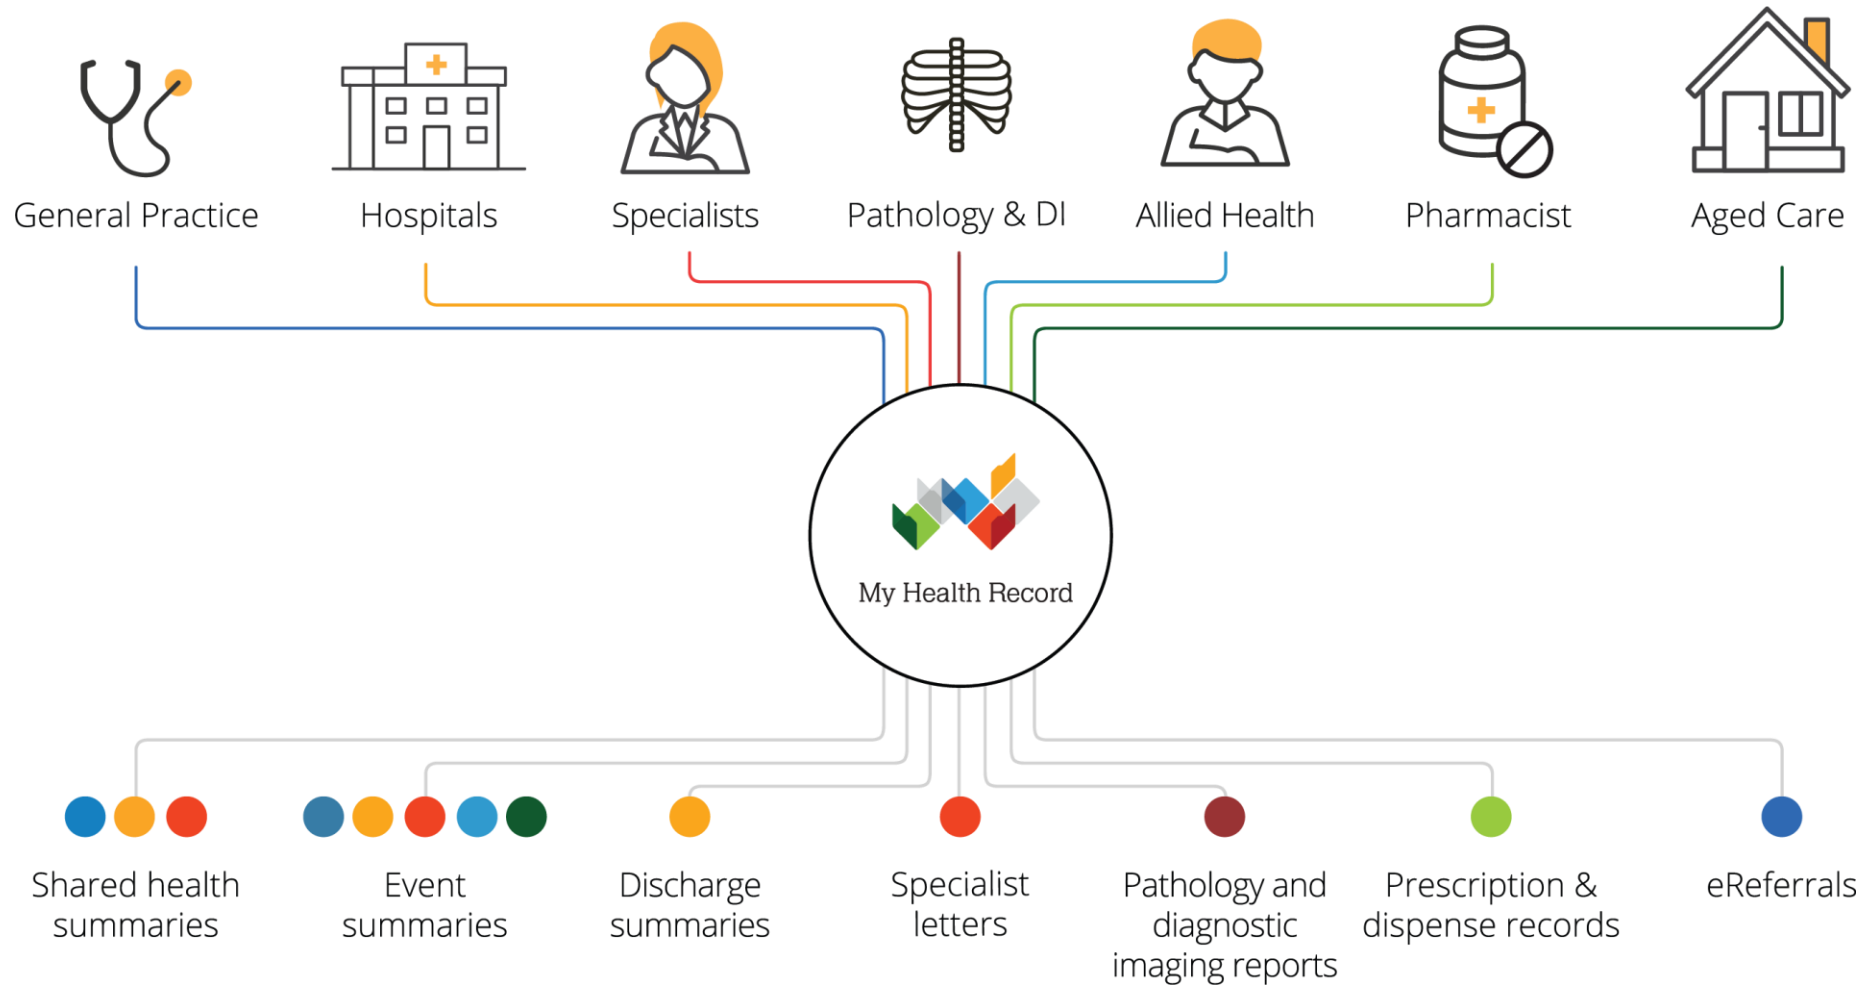 General Practice
Hospitals
Specialists
Pathology & DI
Allied Health
Pharmacist
Aged Care
My Health Record
Shared health
summaries
Event
summaries
Discharge
summaries
Specialist
letters
Pathology and
diagnostic
imaging reports
Prescription &
dispense records
eReferrals